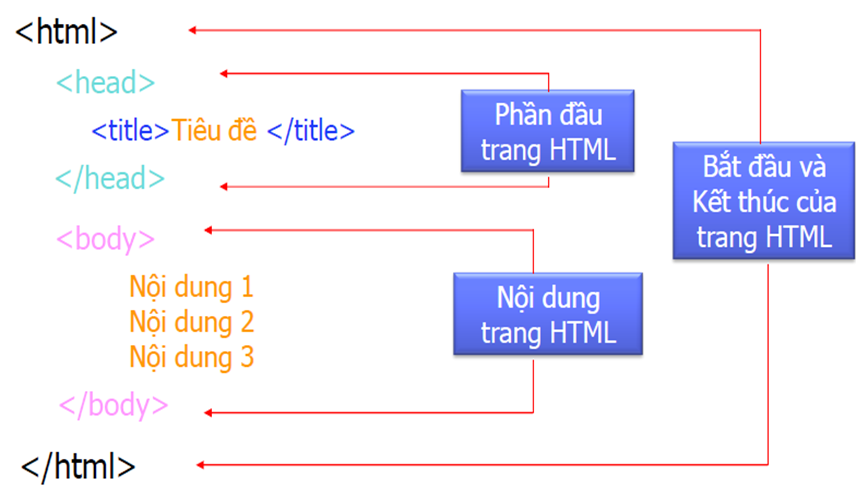 <html>
<head>
<title>Tiêu đề </title>
</head>
<body>
Nội dung 1
Nội dung 2
Nội dung 3
</body>
</html>
Phần đầu
trang HTML
Nội dung
trang HTML
Bắt đầu và
Kết thúc của
trang HTML